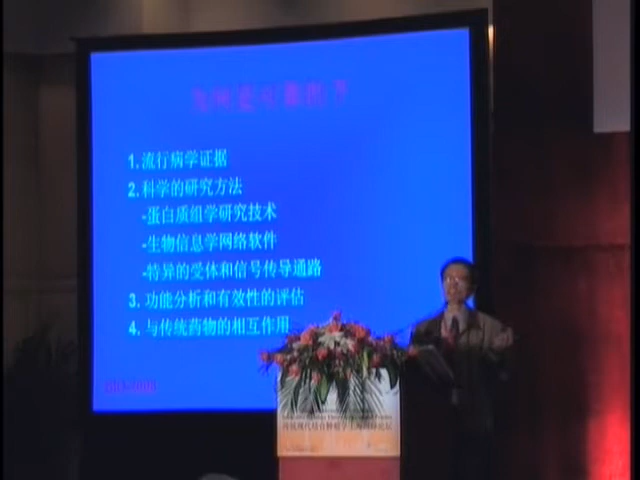 1. 流行病学证据
2. 科学的研究方法
-蛋白质组学研究技术
-生物信息学网络软件
-特异的受体和信号传导通路
3. 功能分析和有效性的评估
4. 与传统药物的相互作用